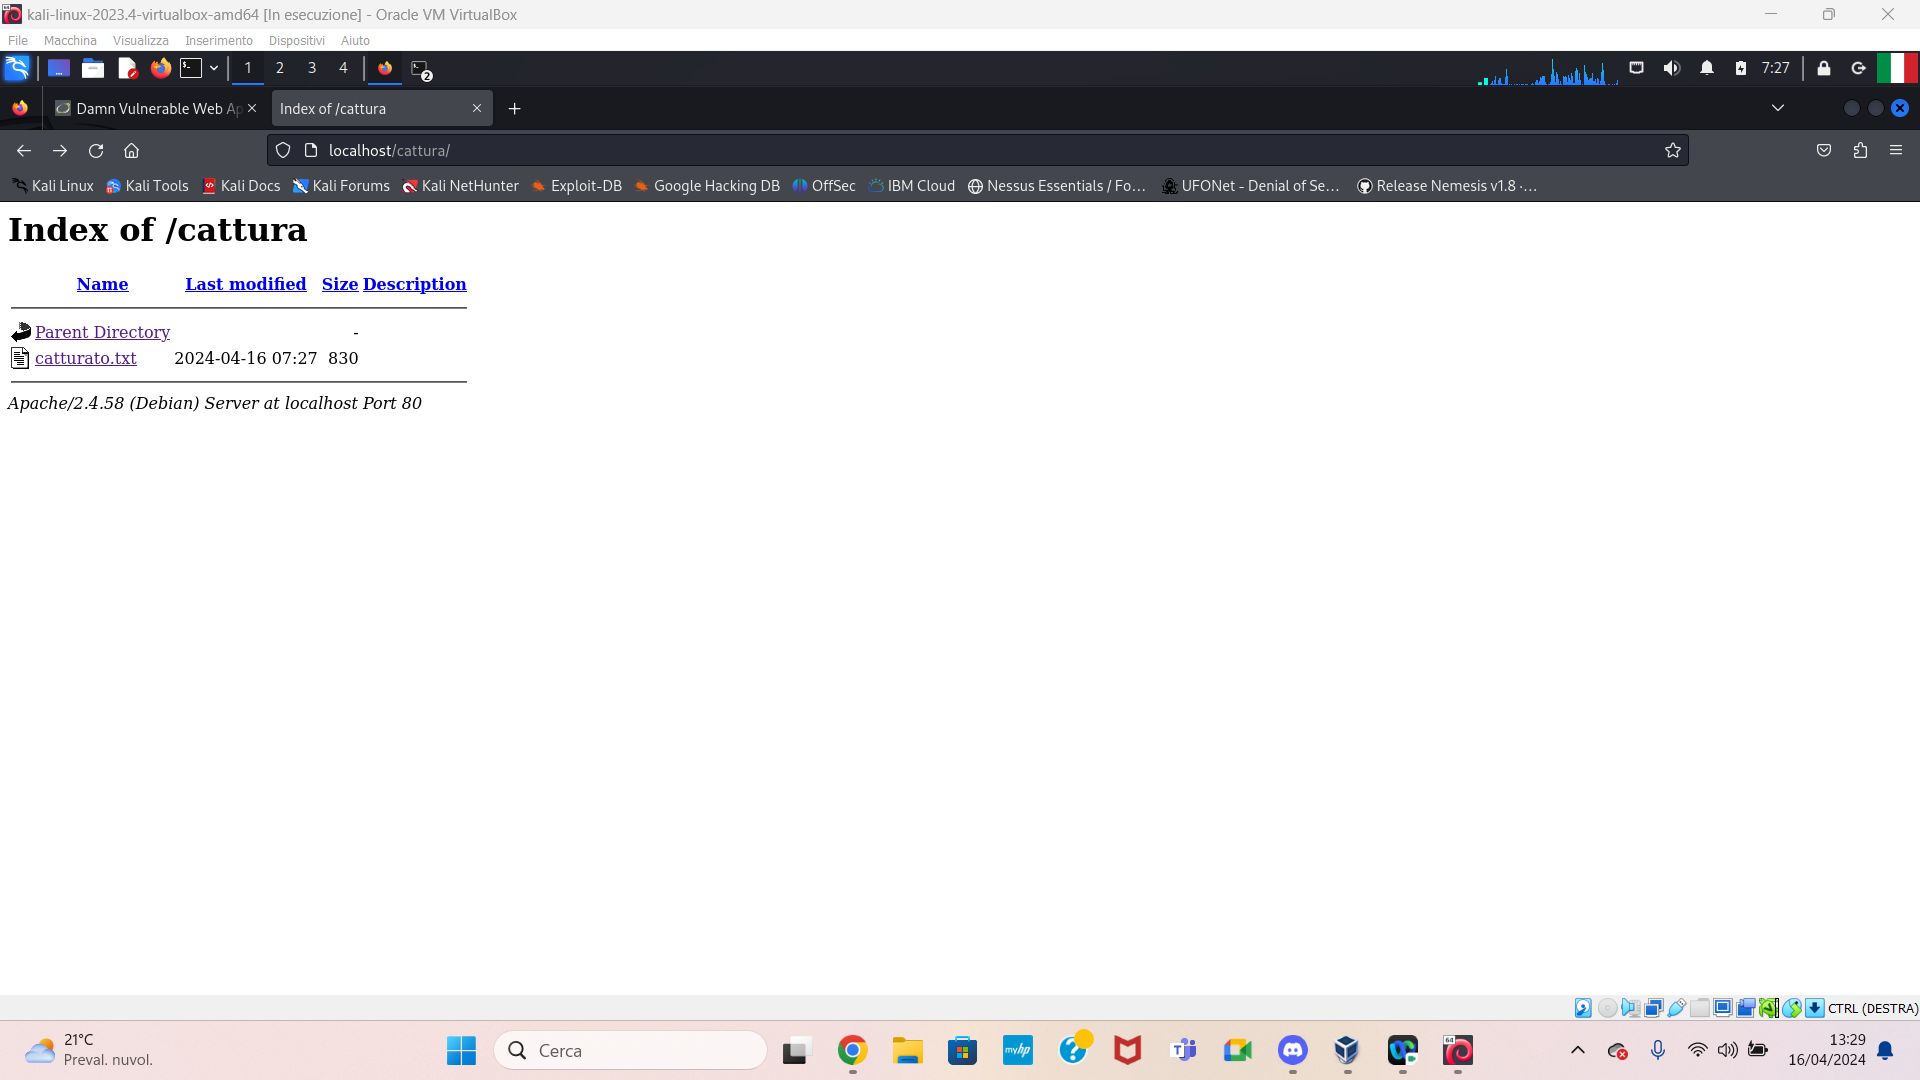 kali-linux-2023.4-virtualbox-amd64 [In esecuzione] - Oracle VM VirtualBox
File Macchina Visualizza Inserimento Dispositivi Aiuto
1 2 3 4 2 7:27
Damn Vulnerable Web Ap Index of /cattura
localhost/cattura/
Kali Linux Kali Tools Kali Docs Kali Forums Kali NetHunter Exploit-DB Google Hacking DB OffSec IBM Cloud Nessus Essentials / Fo… UFONet - Denial of Se… Release Nemesis v1.8 ·…
Index of /cattura
Name Last modified Size Description
Parent Directory -
catturato.txt 2024-04-16 07:27 830
Apache/2.4.58 (Debian) Server at localhost Port 80
CTRL (DESTRA)
21°C
Preval. nuvol.
Cerca
myhp
64
13:29
16/04/2024